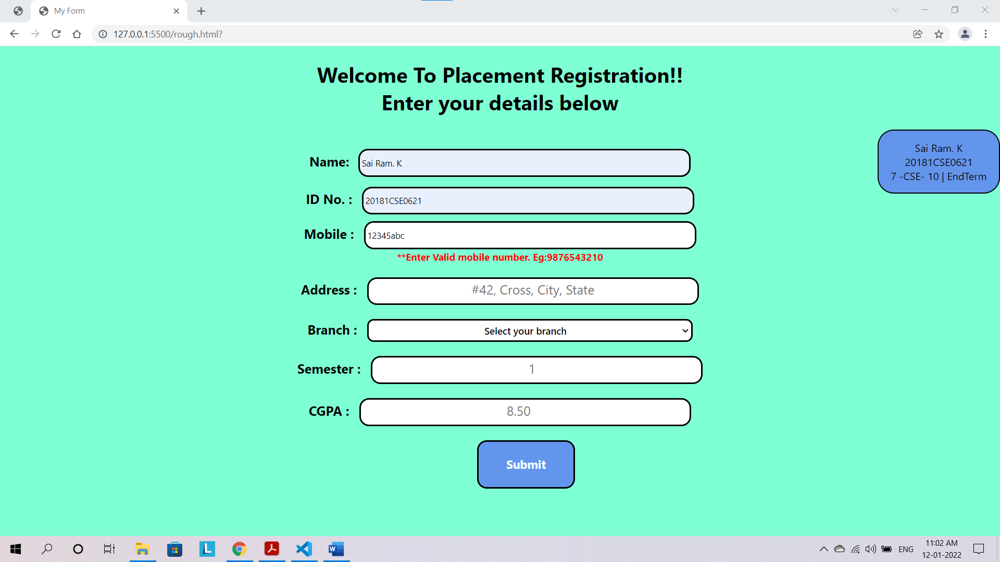 My Form
127.0.0.1:5500/rough.html?
Welcome To Placement Registration!!
Enter your details below
Sai Ram. K
20181CSE0621
7 -CSE- 10 | EndTerm
Name: Sai Ram. K
ID No. : 20181CSE0621
Mobile : 12345abc
**Enter Valid mobile number. Eg:9876543210
Address : #42, Cross, City, State
Branch : Select your branch
Semester : 1
CGPA : 8.50
Submit
L
W
ENG
11:02 AM
12-01-2022